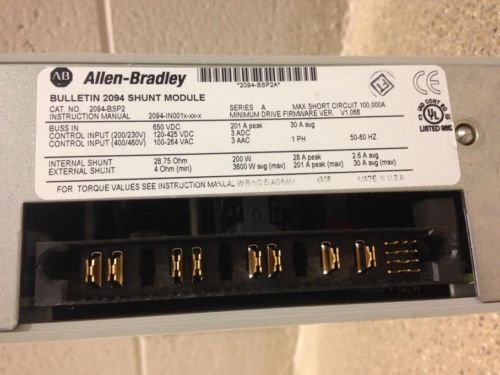 AB Allen-Bradley
*2094-BSP2A*
BULLETIN 2094 SHUNT MODULE
CAT. NO. 2094-BSP2 SERIES A MAX SHORT CIRCUIT 100,000A
INSTRUCTION MANUAL 2094-IN001x-xx-x MINIMUM DRIVE FIRMWARE VER. V1.068
BUSS IN 650 VDC 201 A peak 30 A avg
CONTROL INPUT (200/230V) 120-425 VDC 3 ADC
CONTROL INPUT (400/460V) 100-264 VAC 3 AAC 1 PH 50-60 HZ
INTERNAL SHUNT 28.75 Ohm 200 W 28 A peak 2.6 A avg
EXTERNAL SHUNT 4 Ohm (min) 3600 W avg (max) 201 A peak (max) 30 A avg (max)
FOR TORQUE VALUES SEE INSTRUCTION MANUAL WIRING DIAGRAM MADE IN U.S.A.
C UL US
LISTED
CE